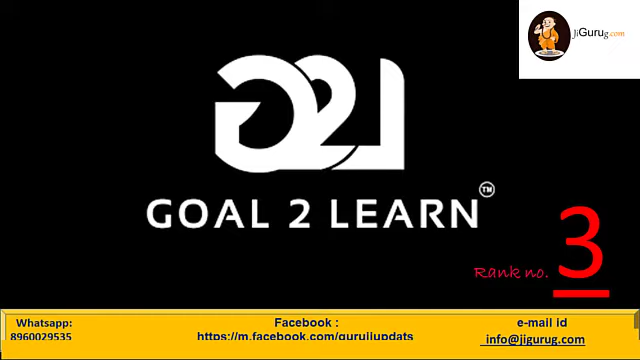 JiGurug.com
G2L
GOAL 2 LEARN TM
Rank no. 3
Whatsapp:
8960029535
Facebook :
https://m.facebook.com/gurujiupdats
e-mail id
info@jigurug.com